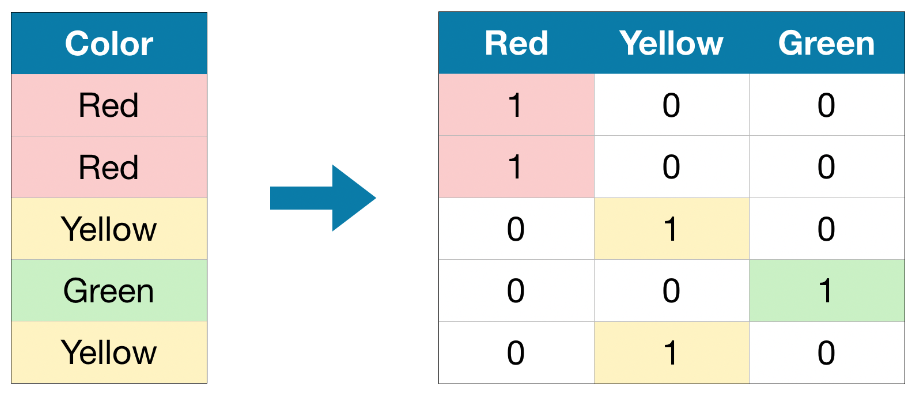 Color
Red
Red
Yellow
Green
Yellow
Red Yellow Green
1 0 0
1 0 0
0 1 0
0 0 1
0 1 0